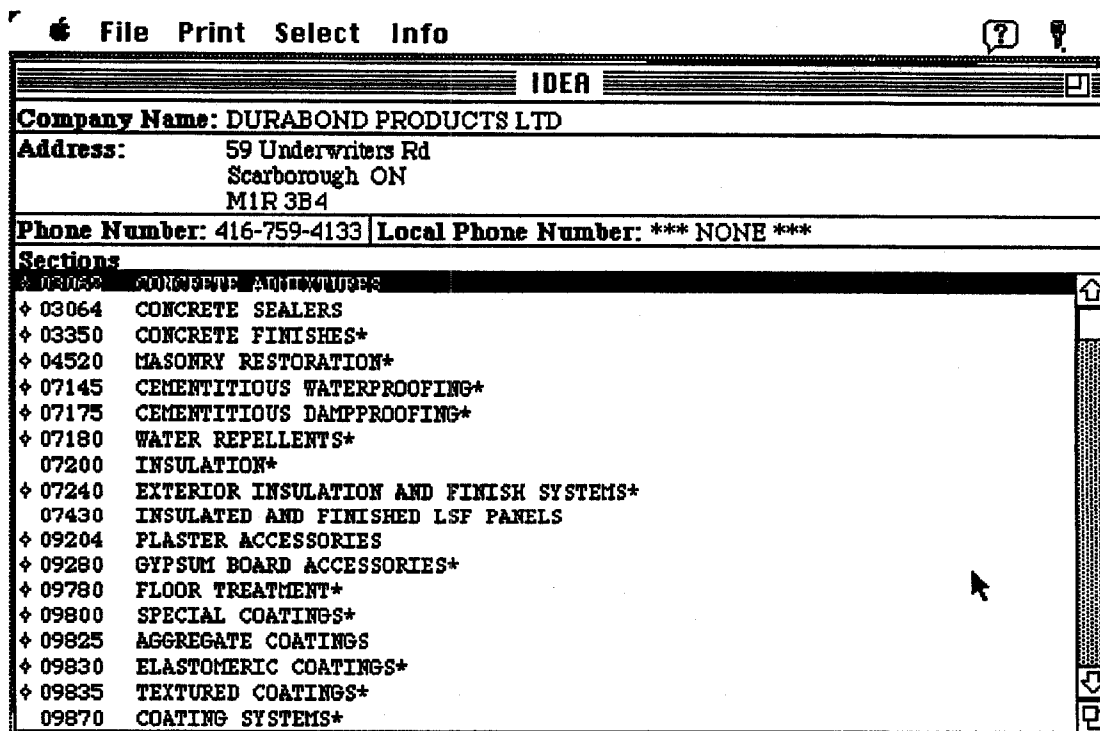 File Print Select Info
IDEA
Company Name: DURABOND PRODUCTS LTD
Address: 59 Underwriters Rd
Scarborough ON
M1R 3B4
Phone Number: 416-759-4133 Local Phone Number: *** NONE ***
Sections
CONCRETE ADMIXTURES
◆ 03064 CONCRETE SEALERS
◆ 03350 CONCRETE FINISHES*
◆ 04520 MASONRY RESTORATION*
◆ 07145 CEMENTITIOUS WATERPROOFING*
◆ 07175 CEMENTITIOUS DAMPPROOFING*
◆ 07180 WATER REPELLENTS*
07200 INSULATION*
◆ 07240 EXTERIOR INSULATION AND FINISH SYSTEMS*
07430 INSULATED AND FINISHED LSF PANELS
◆ 09204 PLASTER ACCESSORIES
◆ 09280 GYPSUM BOARD ACCESSORIES*
◆ 09780 FLOOR TREATMENT*
◆ 09800 SPECIAL COATINGS*
◆ 09825 AGGREGATE COATINGS
◆ 09830 ELASTOMERIC COATINGS*
◆ 09835 TEXTURED COATINGS*
09870 COATING SYSTEMS*